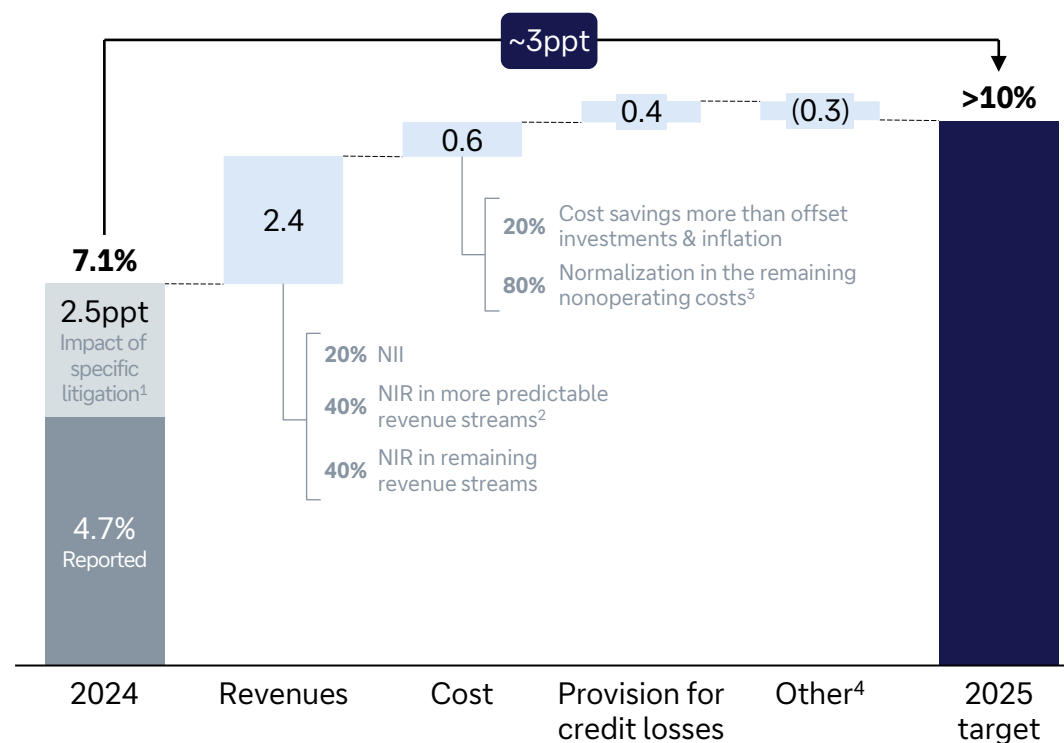 ~3ppt
>10%
0.4
(0.3)
0.6
2.4
20% Cost savings more than offset
investments & inflation
7.1%
80% Normalization in the remaining
nonoperating costs³
2.5ppt
Impact of
specific
litigation¹
20% NII
40% NIR in more predictable
revenue streams²
40% NIR in remaining
revenue streams
4.7%
Reported
2024
Revenues
Cost
Provision for
credit losses
Other⁴
2025
target